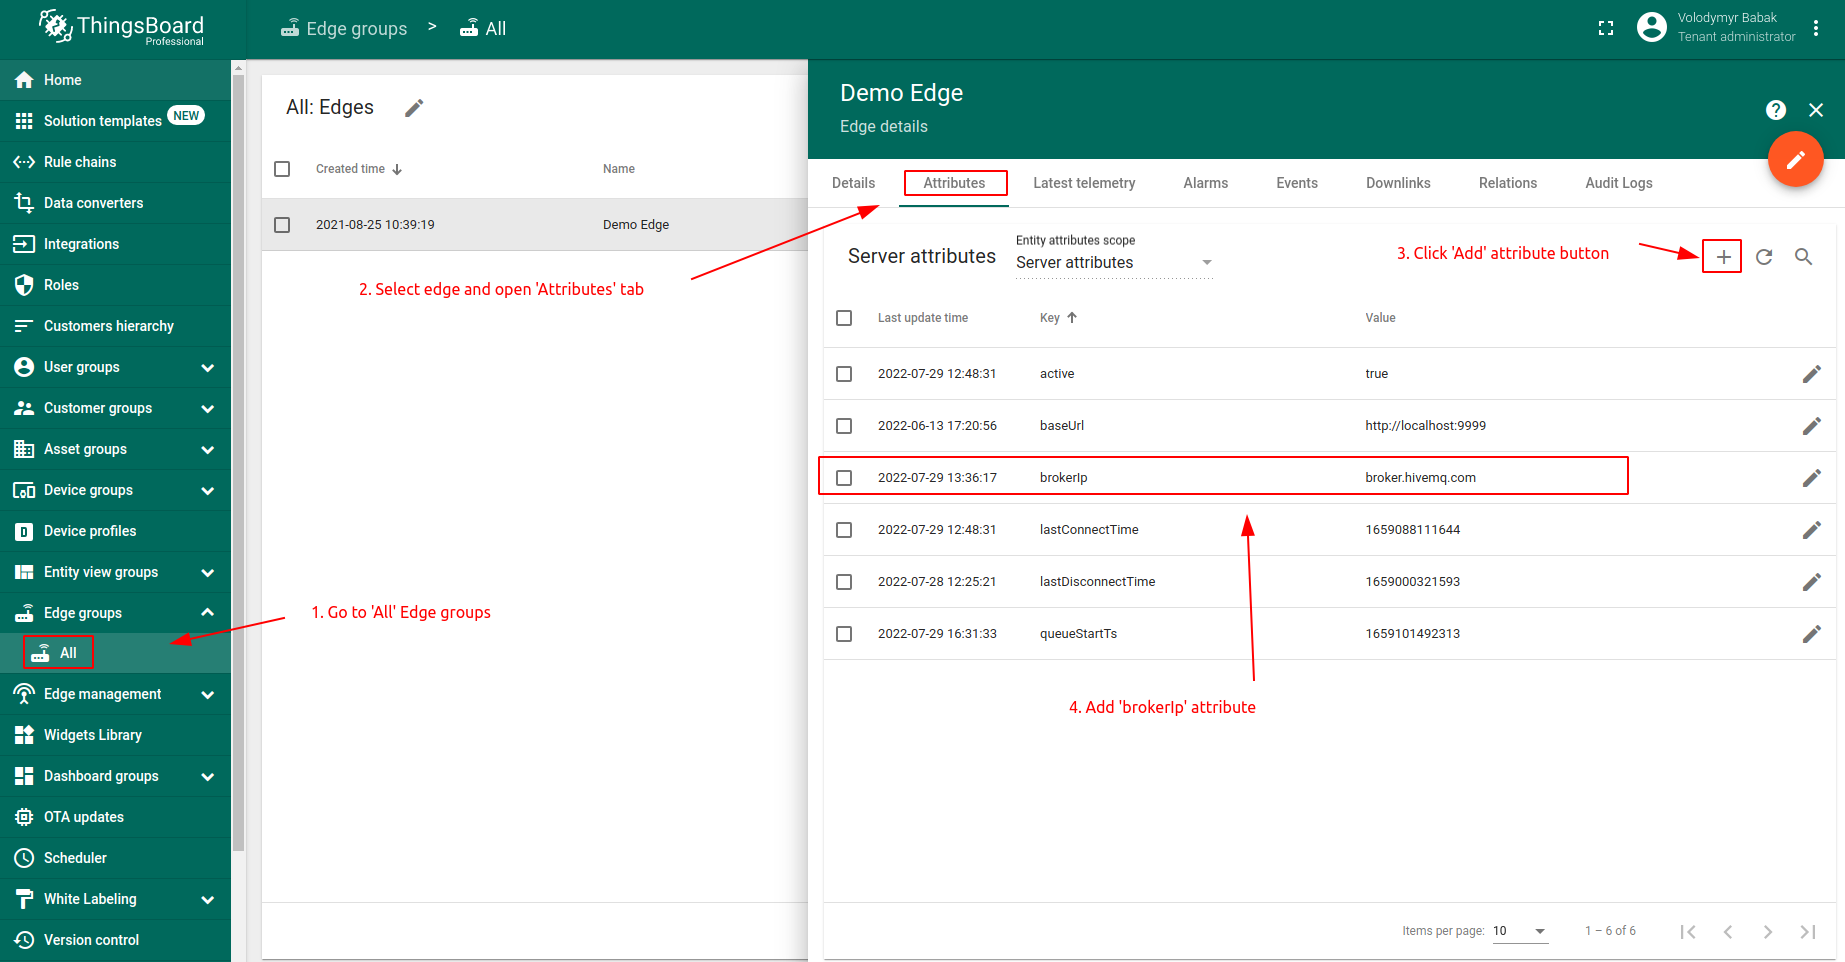 ThingsBoard
Professional
Edge groups > All
Volodymyr Babak
Tenant administrator
Home
Solution templates NEW
Rule chains
Data converters
Integrations
Roles
Customers hierarchy
User groups
Customer groups
Asset groups
Device groups
Device profiles
Entity view groups
Edge groups
All
Edge management
Widgets Library
Dashboard groups
OTA updates
Scheduler
White Labeling
Version control
All: Edges
Created time Name
2021-08-25 10:39:19 Demo Edge
1. Go to 'All' Edge groups
2. Select edge and open 'Attributes' tab
Demo Edge
Edge details
Details Attributes Latest telemetry Alarms Events Downlinks Relations Audit Logs
Server attributes
Entity attributes scope
Server attributes
3. Click 'Add' attribute button
Last update time Key Value
2022-07-29 12:48:31 active true
2022-06-13 17:20:56 baseUrl http://localhost:9999
2022-07-29 13:36:17 brokerIp broker.hivemq.com
2022-07-29 12:48:31 lastConnectTime 1659088111644
2022-07-28 12:25:21 lastDisconnectTime 1659000321593
2022-07-29 16:31:33 queueStartTs 1659101492313
4. Add 'brokerIp' attribute
Items per page: 10 1 – 6 of 6